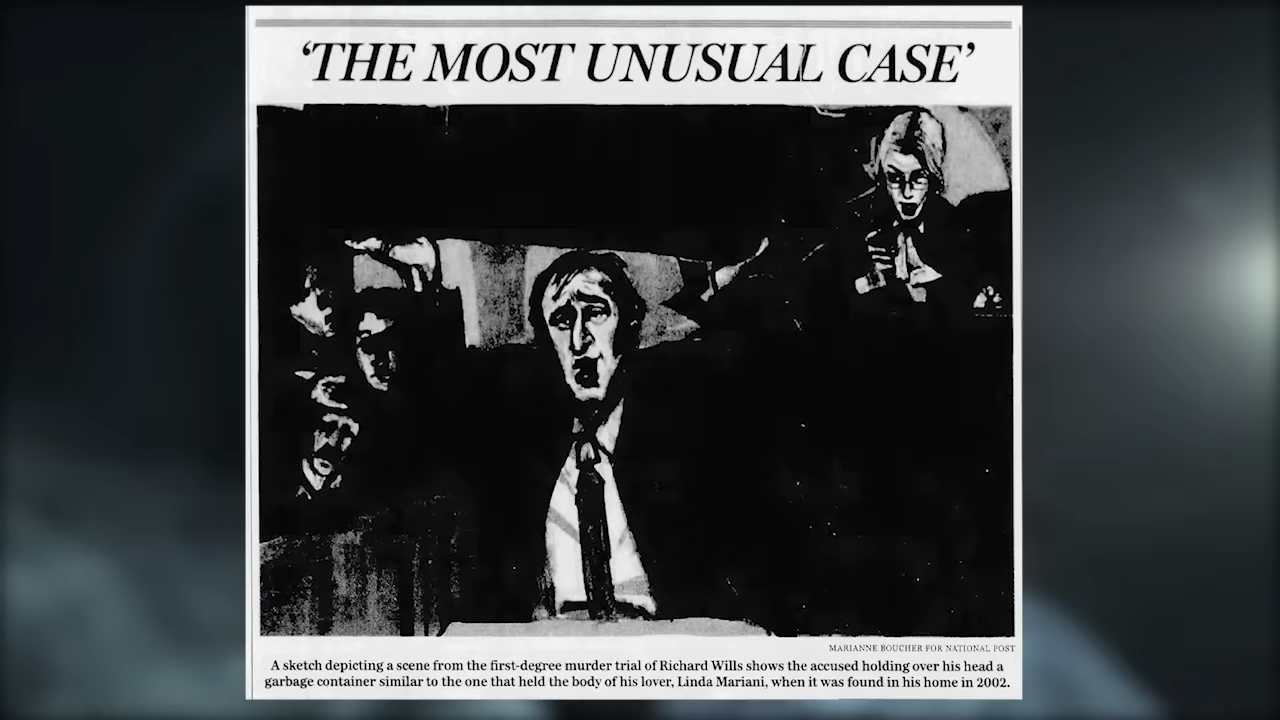 ‘THE MOST UNUSUAL CASE’
MARIANNE BOUCHER FOR NATIONAL POST
A sketch depicting a scene from the first-degree murder trial of Richard Wills shows the accused holding over his head a
garbage container similar to the one that held the body of his lover, Linda Mariani, when it was found in his home in 2002.